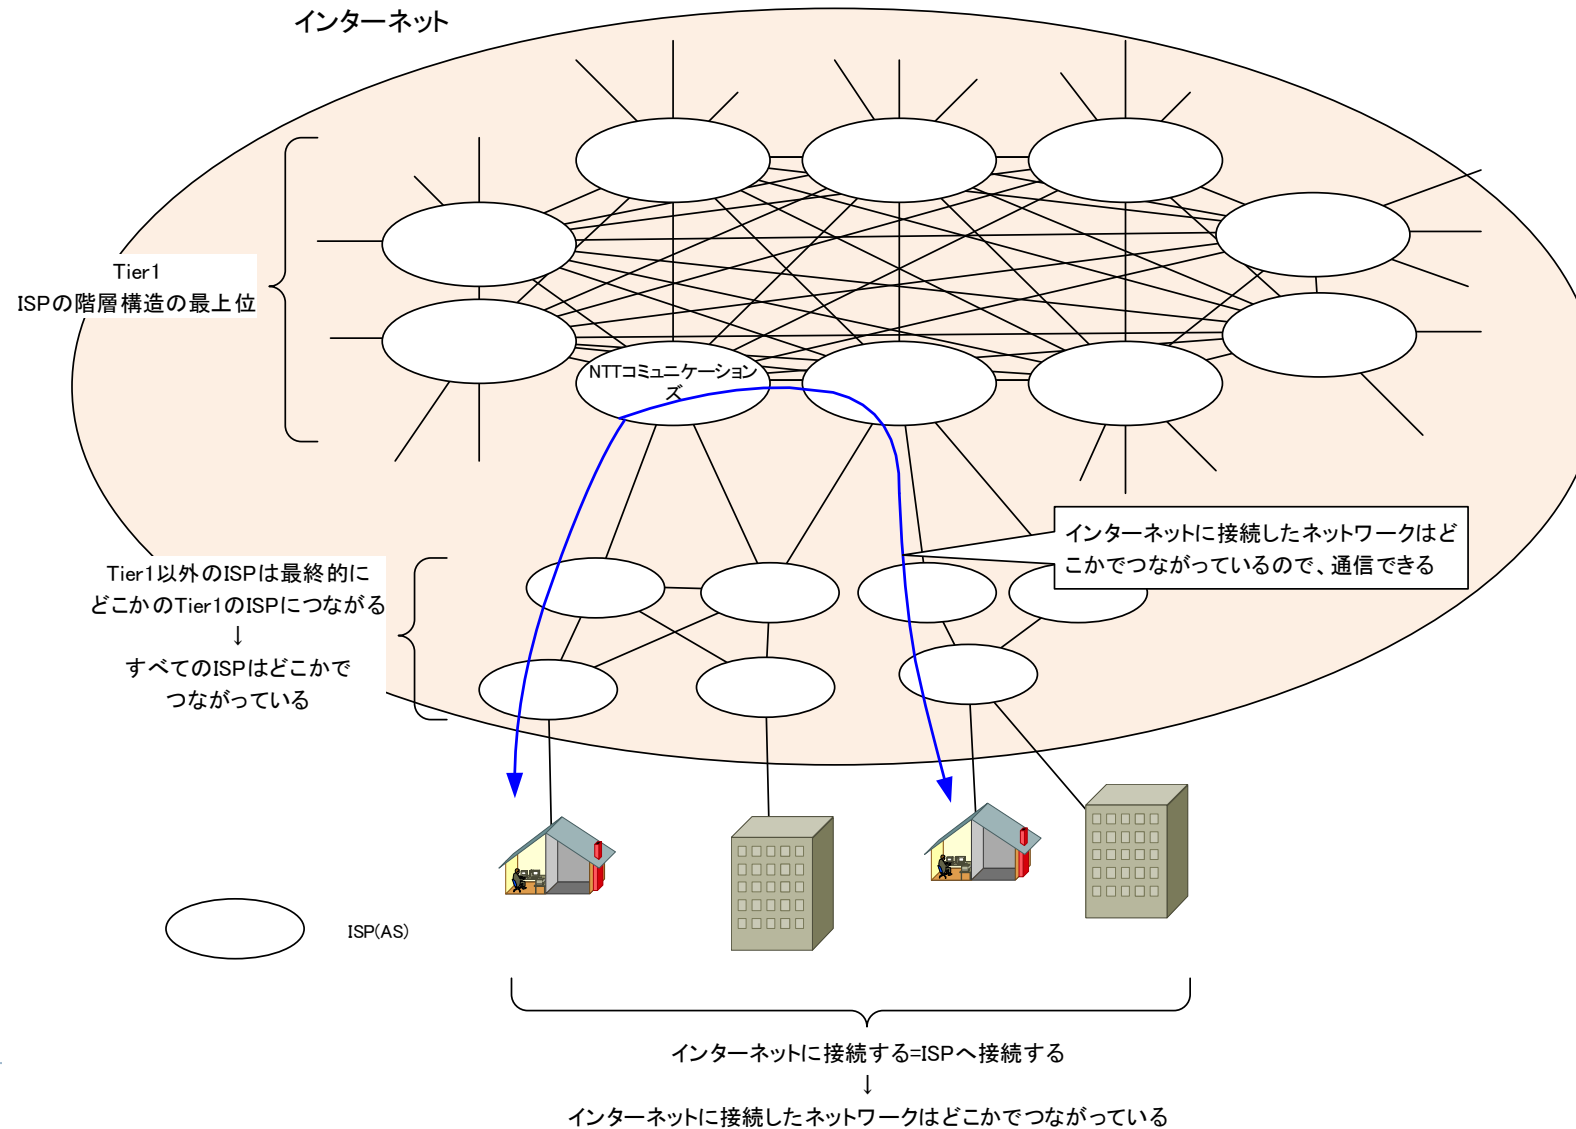 インターネット
Tier1
ISPの階層構造の最上位
NTTコミュニケーション
ズ
インターネットに接続したネットワークはど
こかでつながっているので、通信できる
Tier1以外のISPは最終的に
どこかのTier1のISPにつながる
↓
すべてのISPはどこかで
つながっている
ISP(AS)
インターネットに接続する=ISPへ接続する
↓
インターネットに接続したネットワークはどこかでつながっている